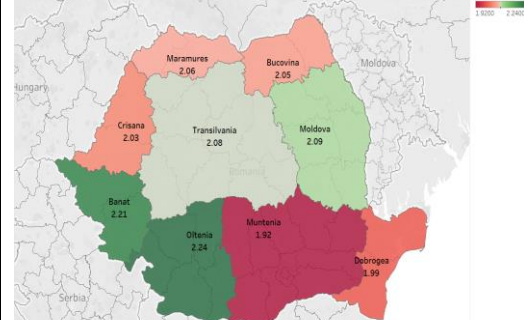 1.9200 2.2400
Maramures
2.06
Bucovina
2.05
Moldova
Hungary
Crisana
2.03
Transilvania
2.08
Moldova
2.09
Romania
Banat
2.21
Oltenia
2.24
Muntenia
1.92
Dobrogea
1.99
Serbia